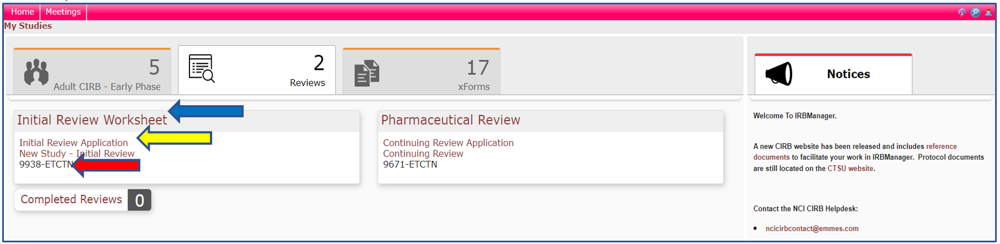 Home Meetings
My Studies
5
Adult CIRB - Early Phase
2
Reviews
17
xForms
Notices
Initial Review Worksheet
Initial Review Application
New Study - Initial Review
9938-ETCTN
Pharmaceutical Review
Continuing Review Application
Continuing Review
9671-ETCTN
Completed Reviews 0
Welcome To IRBManager.
A new CIRB website has been released and includes reference
documents to facilitate your work in IRBManager. Protocol documents
are still located on the CTSU website.
Contact the NCI CIRB Helpdesk:
• ncicirbcontact@emmes.com